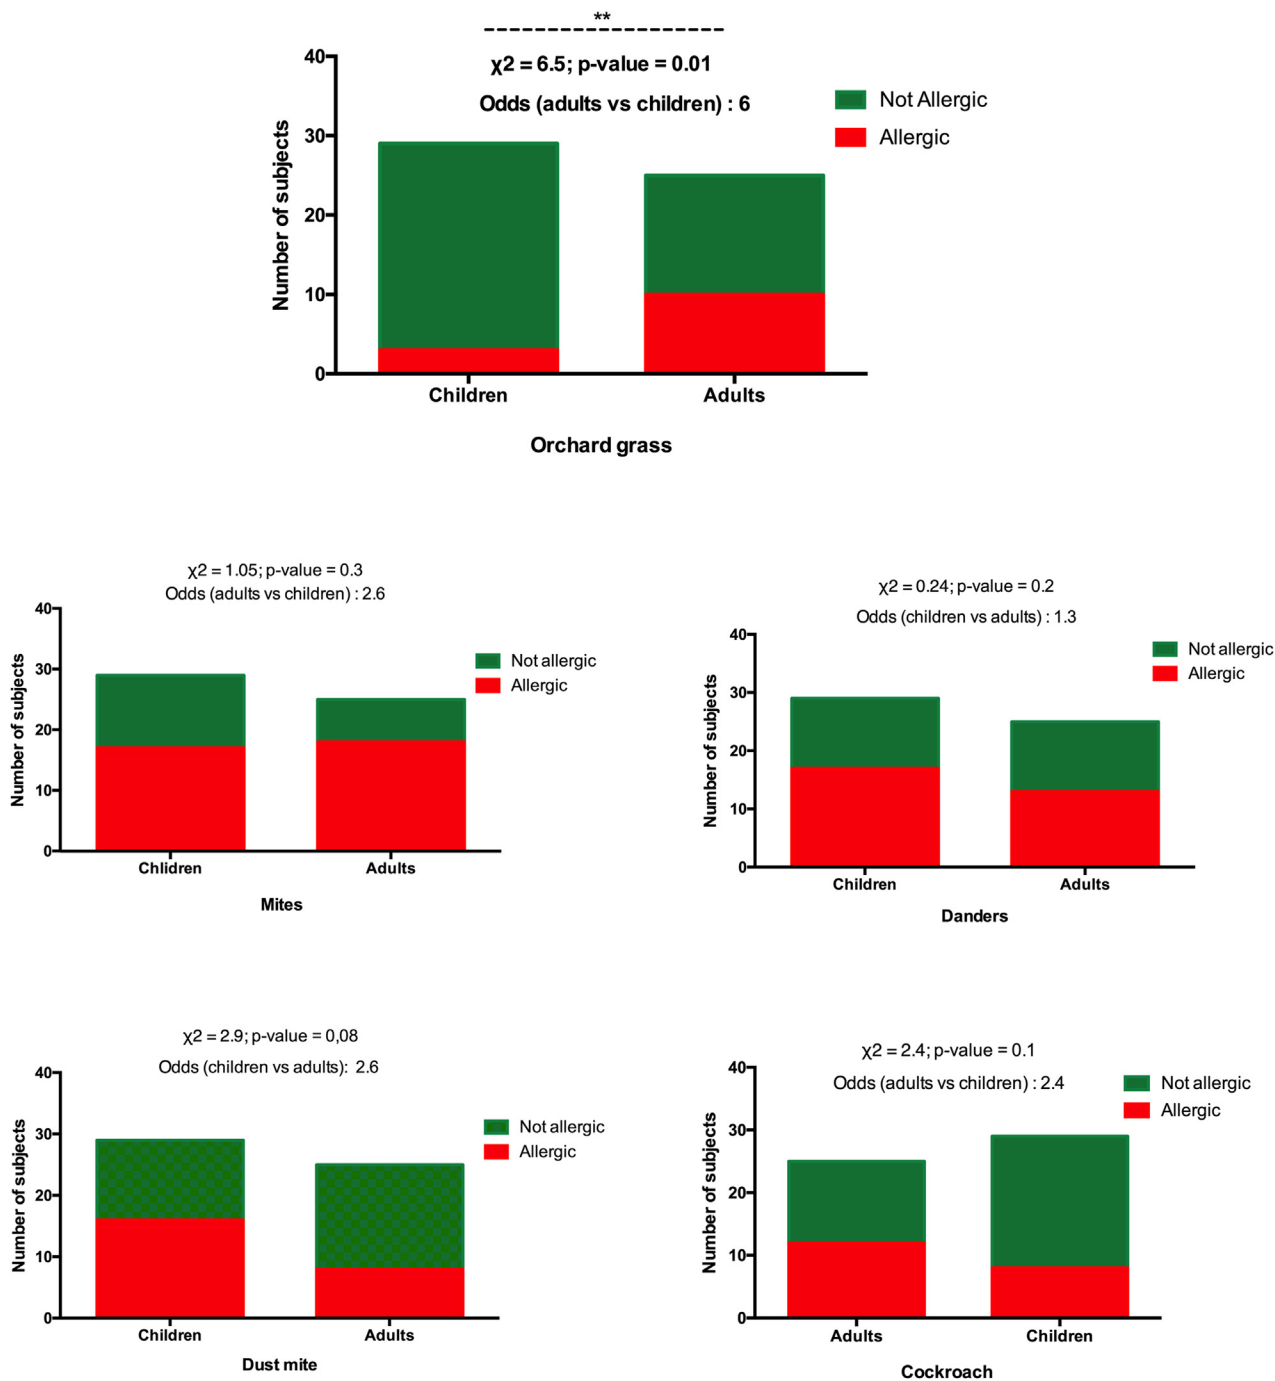 **
χ2 = 6.5; p-value = 0.01
Odds (adults vs children) : 6
Not Allergic
Allergic
Number of subjects
40
30
20
10
0
Children Adults
Orchard grass
χ2 = 1.05; p-value = 0.3
Odds (adults vs children) : 2.6
Not allergic
Allergic
Number of subjects
40
30
20
10
0
Chlidren Adults
Mites
χ2 = 0.24; p-value = 0.2
Odds (children vs adults) : 1.3
Not allergic
Allergic
Number of subjects
40
30
20
10
0
Children Adults
Danders
χ2 = 2.9; p-value = 0,08
Odds (children vs adults): 2.6
Not allergic
Allergic
Number of subjects
40
30
20
10
0
Children Adults
Dust mite
χ2 = 2.4; p-value = 0.1
Odds (adults vs children) : 2.4
Not allergic
Allergic
Number of subjects
40
30
20
10
0
Adults Children
Cockroach